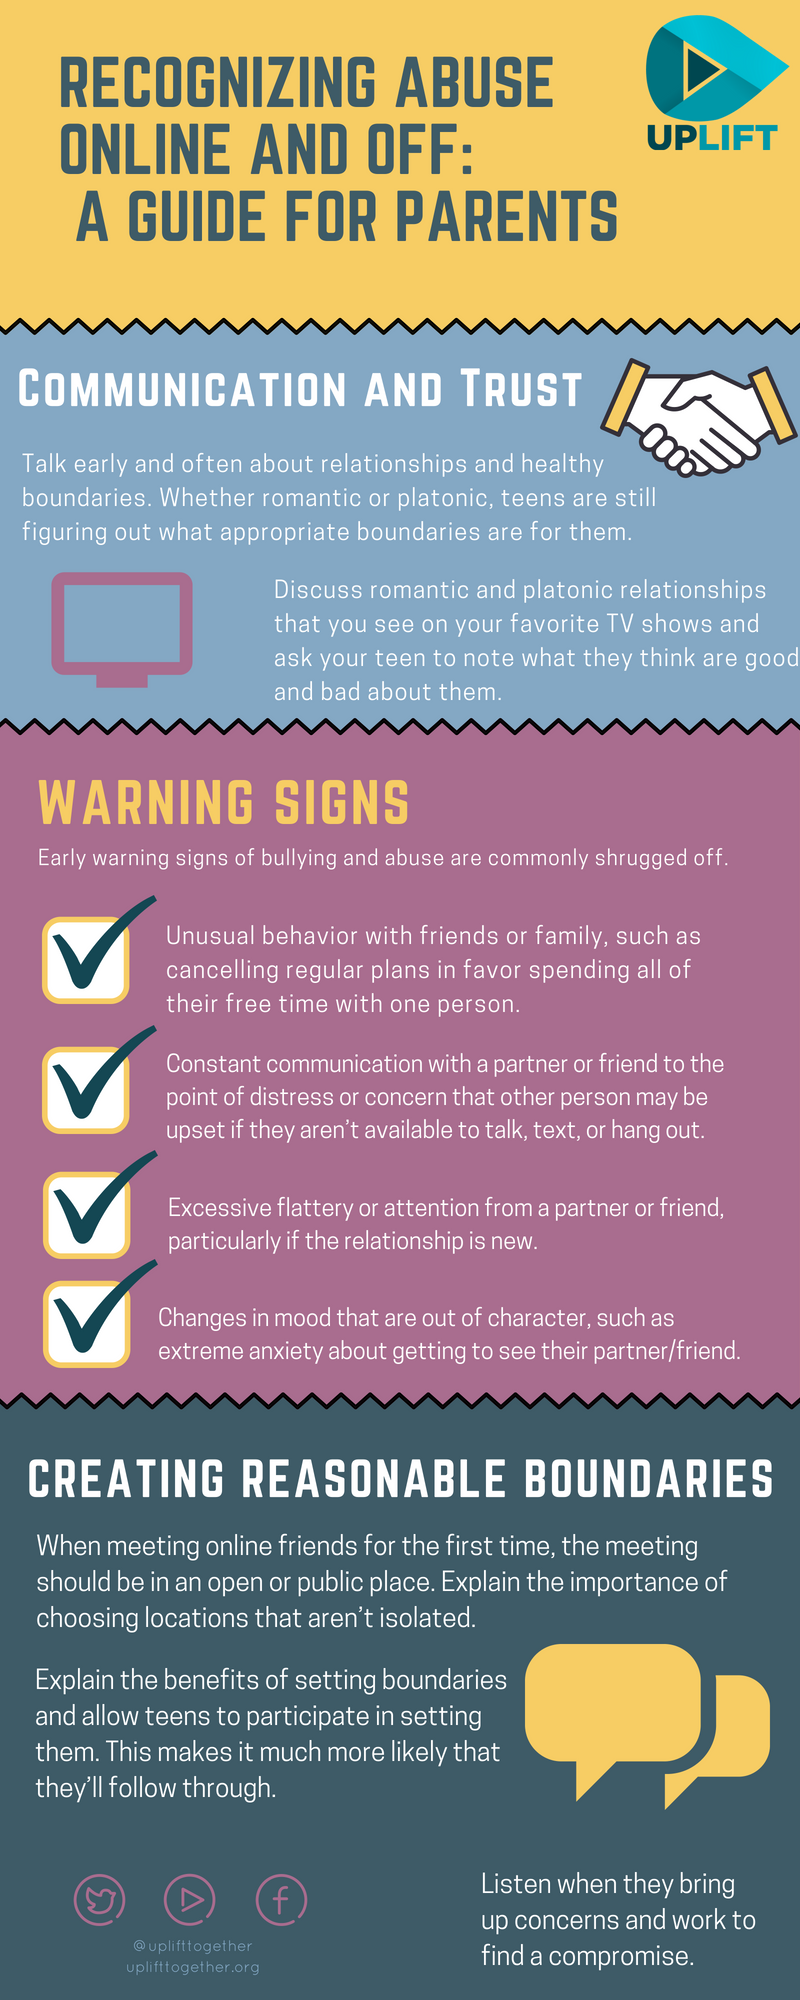 RECOGNIZING ABUSE
ONLINE AND OFF:
A GUIDE FOR PARENTS
UPLIFT
COMMUNICATION AND TRUST
Talk early and often about relationships and healthy
boundaries. Whether romantic or platonic, teens are still
figuring out what appropriate boundaries are for them.
Discuss romantic and platonic relationships
that you see on your favorite TV shows and
ask your teen to note what they think are good
and bad about them.
WARNING SIGNS
Early warning signs of bullying and abuse are commonly shrugged off.
Unusual behavior with friends or family, such as
cancelling regular plans in favor spending all of
their free time with one person.
Constant communication with a partner or friend to the
point of distress or concern that other person may be
upset if they aren't available to talk, text, or hang out.
Excessive flattery or attention from a partner or friend,
particularly if the relationship is new.
Changes in mood that are out of character, such as
extreme anxiety about getting to see their partner/friend.
CREATING REASONABLE BOUNDARIES
When meeting online friends for the first time, the meeting
should be in an open or public place. Explain the importance of
choosing locations that aren't isolated.
Explain the benefits of setting boundaries
and allow teens to participate in setting
them. This makes it much more likely that
they'll follow through.
Listen when they bring
up concerns and work to
find a compromise.
@uplifttogether
uplifttogether.org